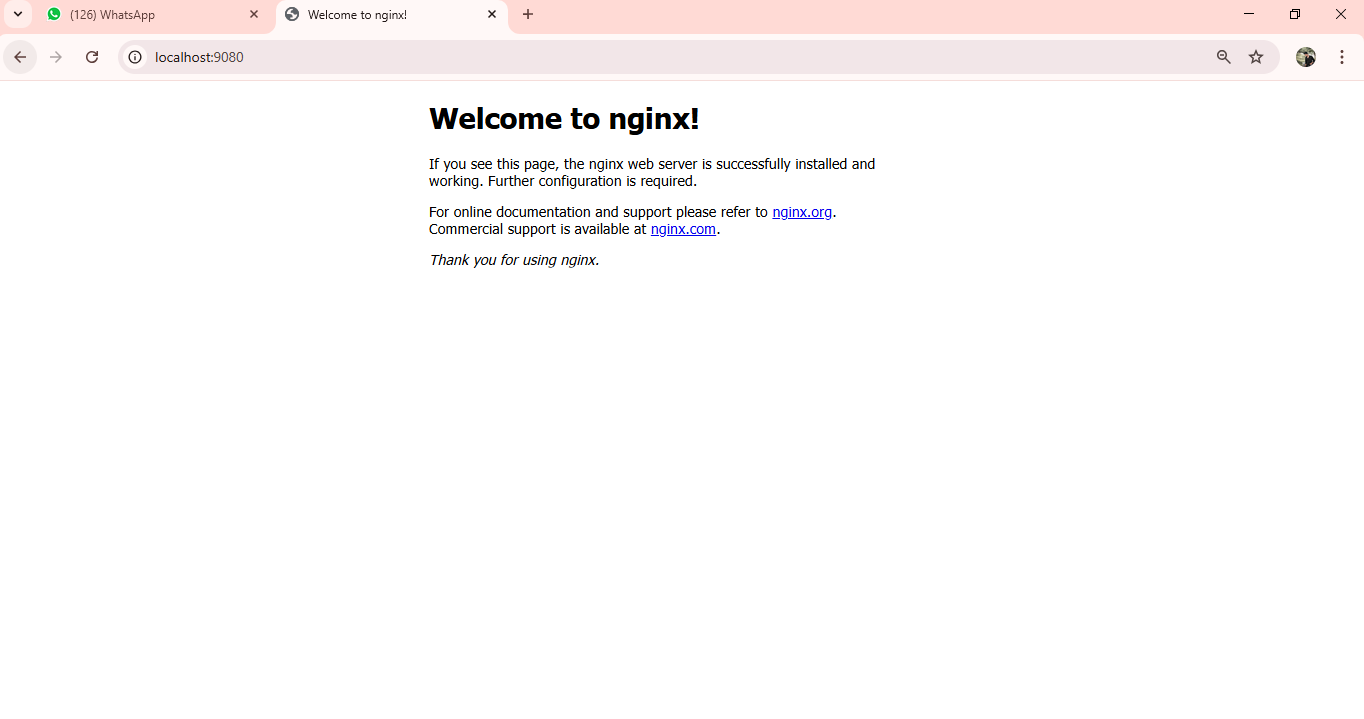 (126) WhatsApp
Welcome to nginx!
localhost:9080
Welcome to nginx!
If you see this page, the nginx web server is successfully installed and
working. Further configuration is required.
For online documentation and support please refer to nginx.org.
Commercial support is available at nginx.com.
Thank you for using nginx.